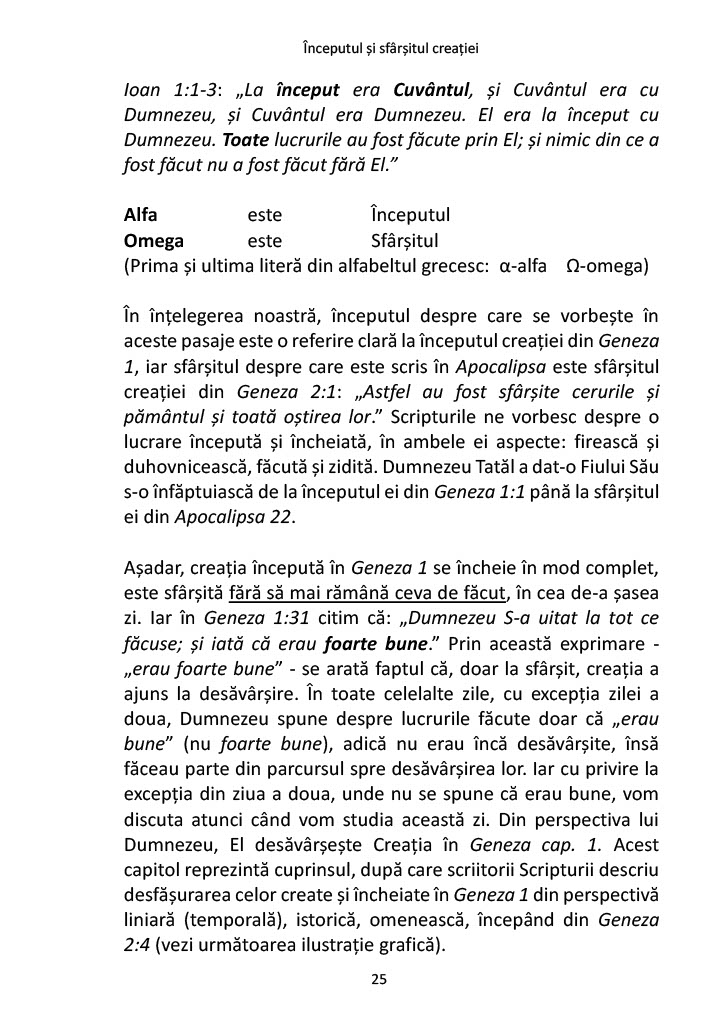 Începutul și sfârșitul creației
Ioan 1:1-3: „La început era Cuvântul, și Cuvântul era cu
Dumnezeu, și Cuvântul era Dumnezeu. El era la început cu
Dumnezeu. Toate lucrurile au fost făcute prin El; și nimic din ce a
fost făcut nu a fost făcut fără El.”
Alfa este Începutul
Omega este Sfârșitul
(Prima și ultima literă din alfabeltul grecesc: α-alfa Ω-omega)
În înțelegerea noastră, începutul despre care se vorbește în
aceste pasaje este o referire clară la începutul creației din Geneza
1, iar sfârșitul despre care este scris în Apocalipsa este sfârșitul
creației din Geneza 2:1: „Astfel au fost sfârșite cerurile și
pământul și toată oștirea lor.” Scripturile ne vorbesc despre o
lucrare începută și încheiată, în ambele ei aspecte: firească și
duhovnicească, făcută și zidită. Dumnezeu Tatăl a dat-o Fiului Său
s-o înfăptuiască de la începutul ei din Geneza 1:1 până la sfârșitul
ei din Apocalipsa 22.
Așadar, creația începută în Geneza 1 se încheie în mod complet,
este sfârșită fără să mai rămână ceva de făcut, în cea de-a șasea
zi. Iar în Geneza 1:31 citim că: „Dumnezeu S-a uitat la tot ce
făcuse; și iată că erau foarte bune.” Prin această exprimare -
„erau foarte bune” - se arată faptul că, doar la sfârșit, creația a
ajuns la desăvârșire. În toate celelalte zile, cu excepția zilei a
doua, Dumnezeu spune despre lucrurile făcute doar că „erau
bune” (nu foarte bune), adică nu erau încă desăvârșite, însă
făceau parte din parcursul spre desăvârșirea lor. Iar cu privire la
excepția din ziua a doua, unde nu se spune că erau bune, vom
discuta atunci când vom studia această zi. Din perspectiva lui
Dumnezeu, El desăvârșește Creația în Geneza cap. 1. Acest
capitol reprezintă cuprinsul, după care scriitorii Scripturii descriu
desfășurarea celor create și încheiate în Geneza 1 din perspectivă
liniară (temporală), istorică, omenească, începând din Geneza
2:4 (vezi următoarea ilustrație grafică).
25